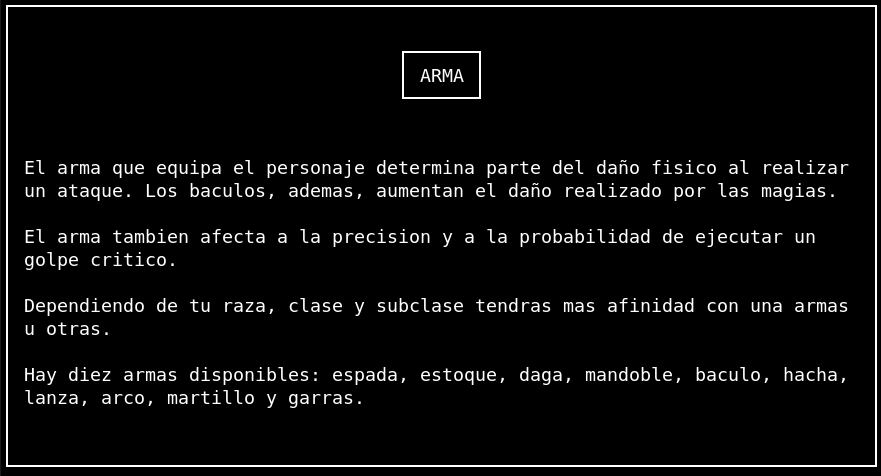 ARMA
El arma que equipa el personaje determina parte del daño fisico al realizar
un ataque. Los baculos, ademas, aumentan el daño realizado por las magias.
El arma tambien afecta a la precision y a la probabilidad de ejecutar un
golpe critico.
Dependiendo de tu raza, clase y subclase tendras mas afinidad con una armas
u otras.
Hay diez armas disponibles: espada, estoque, daga, mandoble, baculo, hacha,
lanza, arco, martillo y garras.